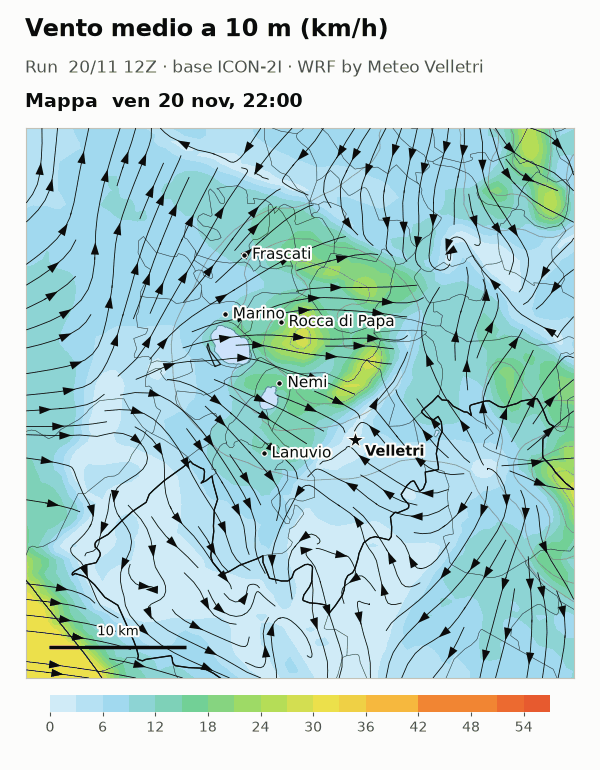 Vento medio a 10 m (km/h)
Run  20/11 12Z · base ICON-2I · WRF by Meteo Velletri
Mappa  ven 20 nov, 22:00
Frascati
Marino
Rocca di Papa
Nemi
Velletri
Lanuvio
10 km
0 6 12 18 24 30 36 42 48 54